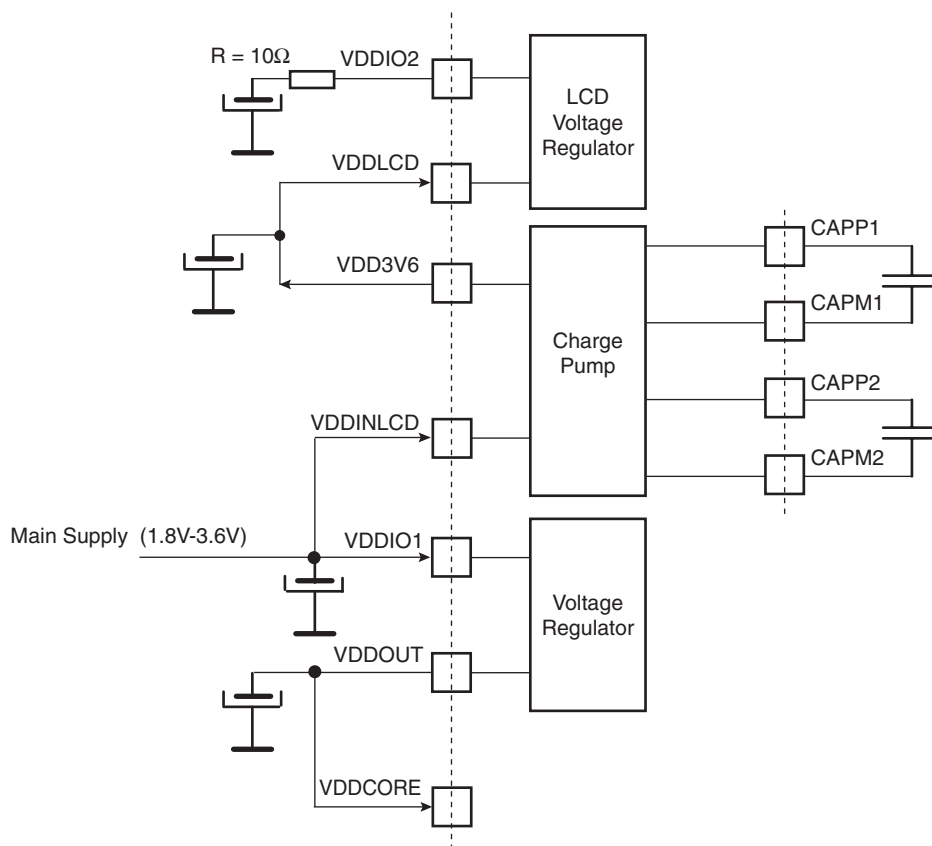 R = 10Ω
VDDIO2
LCD
Voltage
Regulator
VDDLCD
VDD3V6
CAPP1
CAPM1
Charge
Pump
CAPP2
CAPM2
VDDINLCD
Main Supply (1.8V-3.6V)
VDDIO1
Voltage
Regulator
VDDOUT
VDDCORE